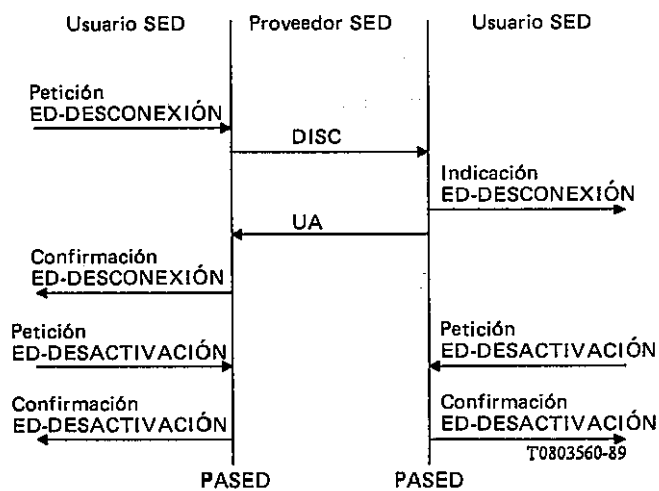 Usuario SED Proveedor SED Usuario SED
Petición
ED-DESCONEXIÓN
DISC
Indicación
ED-DESCONEXIÓN
UA
Confirmación
ED-DESCONEXIÓN
Petición
ED-DESACTIVACIÓN
Petición
ED-DESACTIVACIÓN
Confirmación
ED-DESACTIVACIÓN
Confirmación
ED-DESACTIVACIÓN
T0803560-89
PASED PASED